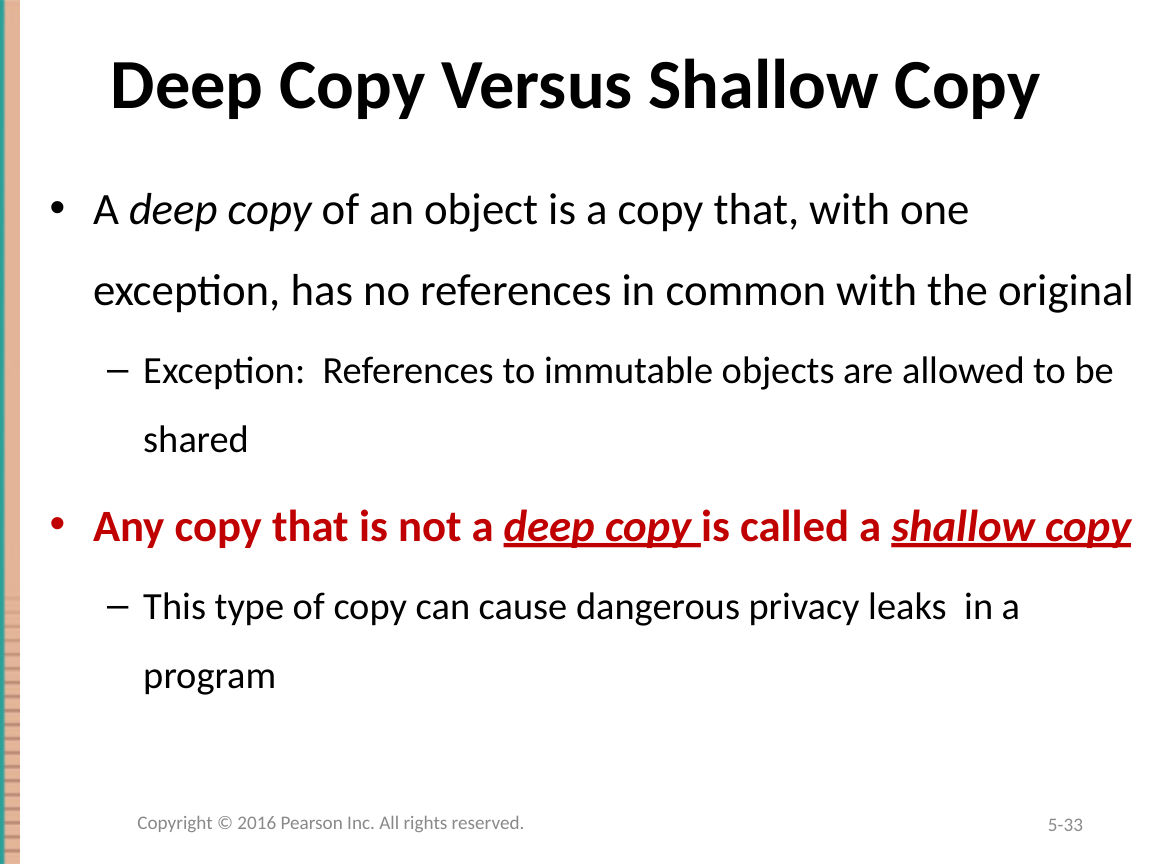 Deep Copy Versus Shallow Copy
• A deep copy of an object is a copy that, with one
exception, has no references in common with the original
– Exception:  References to immutable objects are allowed to be
shared
• Any copy that is not a deep copy is called a shallow copy
– This type of copy can cause dangerous privacy leaks  in a
program
Copyright © 2016 Pearson Inc. All rights reserved.
5-33